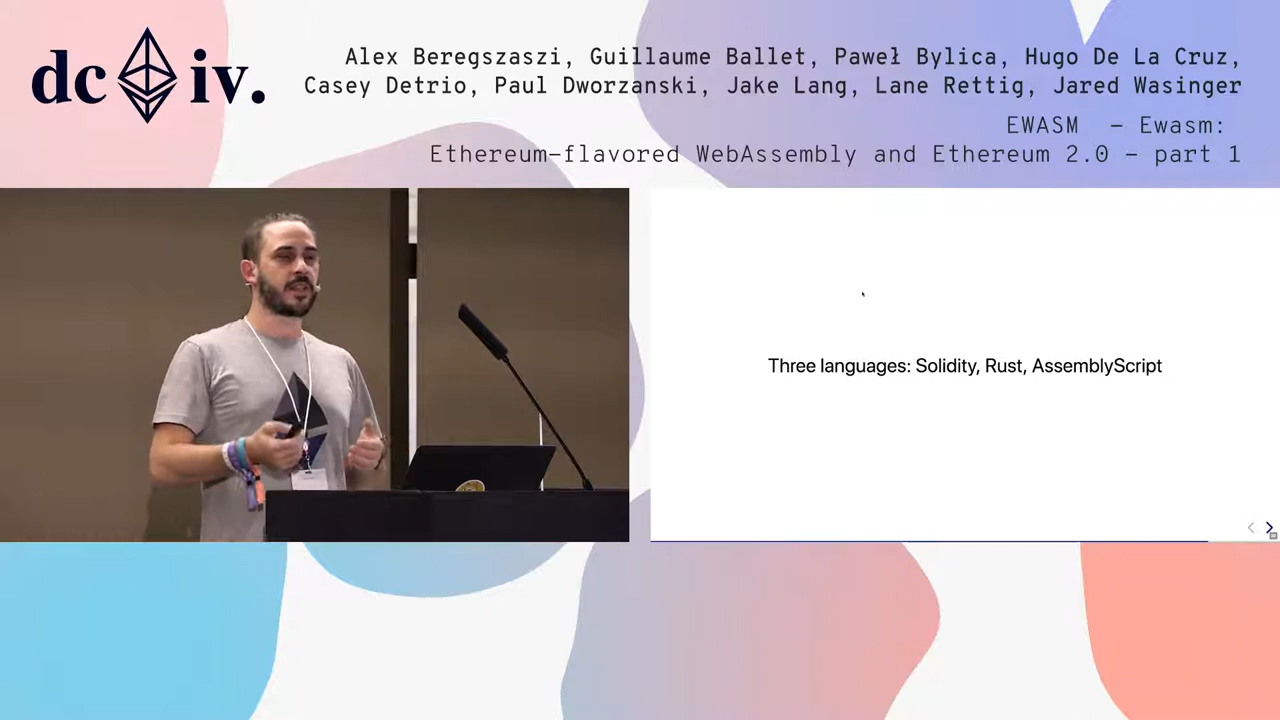 dc iv.
Alex Beregszaszi, Guillaume Ballet, Paweł Bylica, Hugo De La Cruz,
Casey Detrio, Paul Dworzanski, Jake Lang, Lane Rettig, Jared Wasinger
EWASM - Ewasm:
Ethereum-flavored WebAssembly and Ethereum 2.0 - part 1
Three languages: Solidity, Rust, AssemblyScript